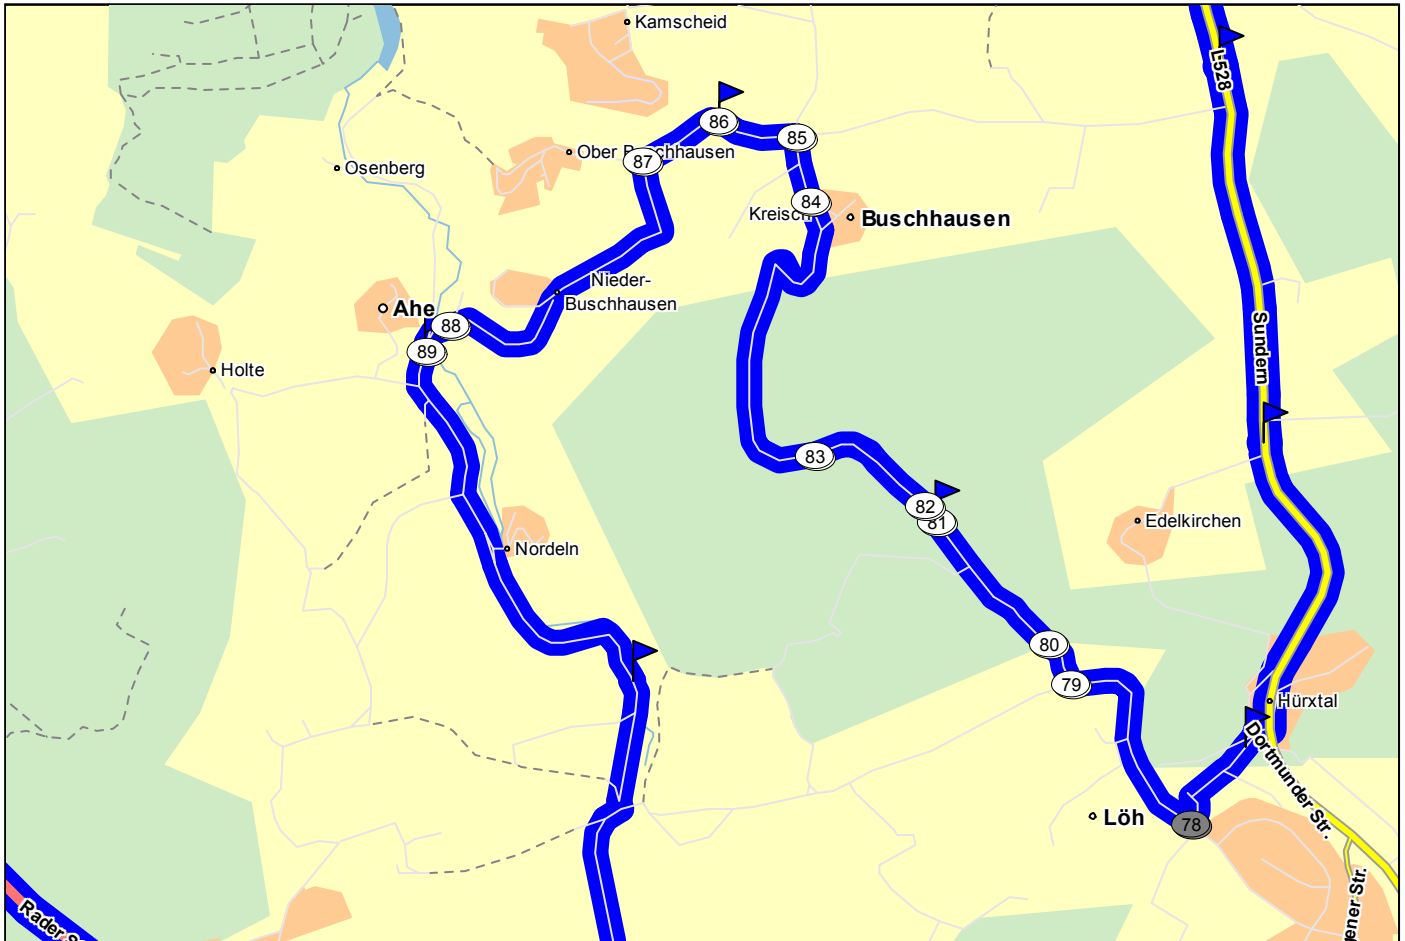 Kamscheid
L528
86
85
Ober B schhausen
87
Osenberg
84
Kreisch
Buschhausen
Nieder-
Buschhausen
Ahe
88
89
Holte
Sundern
83
82
81
Edelkirchen
Nordeln
80
79
Hürxtal
Dortmunder Str.
Löh
78
Rader S
ener Str.